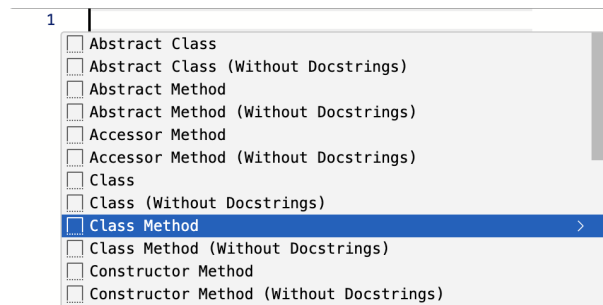 1
Abstract Class
Abstract Class (Without Docstrings)
Abstract Method
Abstract Method (Without Docstrings)
Accessor Method
Accessor Method (Without Docstrings)
Class
Class (Without Docstrings)
Class Method
Class Method (Without Docstrings)
Constructor Method
Constructor Method (Without Docstrings)